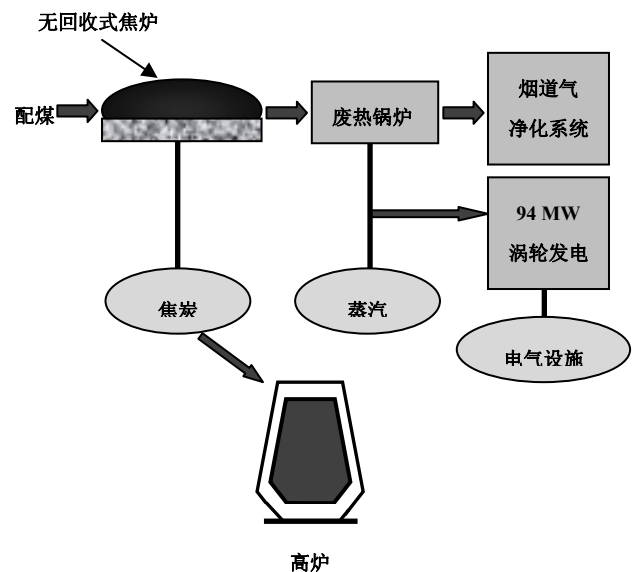 无回收式焦炉
配煤
废热锅炉
烟道气
净化系统
94 MW
涡轮发电
焦炭
蒸汽
电气设施
高炉